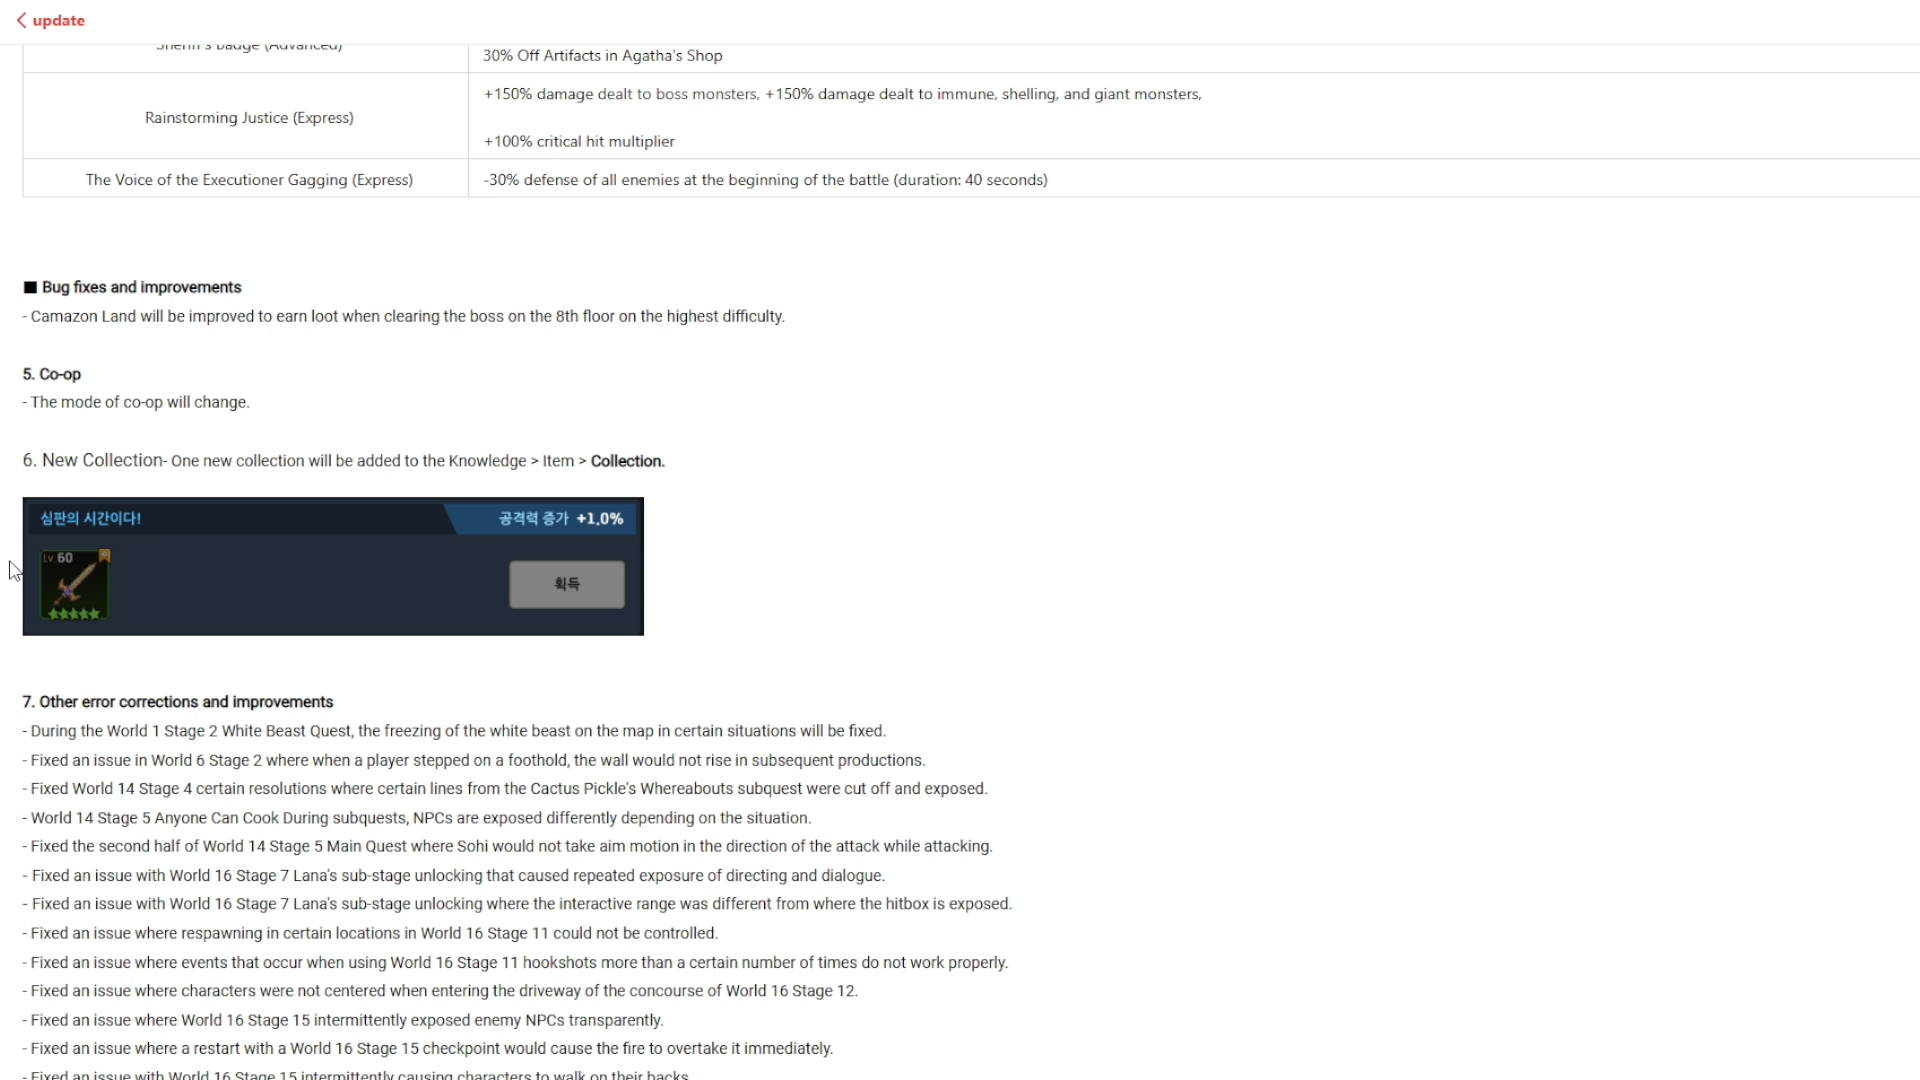 update
Sheriff's Badge (Advanced)
30% Off Artifacts in Agatha's Shop
Rainstorming Justice (Express)
+150% damage dealt to boss monsters, +150% damage dealt to immune, shelling, and giant monsters,
+100% critical hit multiplier
The Voice of the Executioner Gagging (Express)
-30% defense of all enemies at the beginning of the battle (duration: 40 seconds)
■ Bug fixes and improvements
- Camazon Land will be improved to earn loot when clearing the boss on the 8th floor on the highest difficulty.
5. Co-op
- The mode of co-op will change.
6. New Collection- One new collection will be added to the Knowledge > Item > Collection.
심판의 시간이다!
공격력 증가 +1.0%
Lv.60
획득
7. Other error corrections and improvements
- During the World 1 Stage 2 White Beast Quest, the freezing of the white beast on the map in certain situations will be fixed.
- Fixed an issue in World 6 Stage 2 where when a player stepped on a foothold, the wall would not rise in subsequent productions.
- Fixed World 14 Stage 4 certain resolutions where certain lines from the Cactus Pickle's Whereabouts subquest were cut off and exposed.
- World 14 Stage 5 Anyone Can Cook During subquests, NPCs are exposed differently depending on the situation.
- Fixed the second half of World 14 Stage 5 Main Quest where Sohi would not take aim motion in the direction of the attack while attacking.
- Fixed an issue with World 16 Stage 7 Lana's sub-stage unlocking that caused repeated exposure of directing and dialogue.
- Fixed an issue with World 16 Stage 7 Lana's sub-stage unlocking where the interactive range was different from where the hitbox is exposed.
- Fixed an issue where respawning in certain locations in World 16 Stage 11 could not be controlled.
- Fixed an issue where events that occur when using World 16 Stage 11 hookshots more than a certain number of times do not work properly.
- Fixed an issue where characters were not centered when entering the driveway of the concourse of World 16 Stage 12.
- Fixed an issue where World 16 Stage 15 intermittently exposed enemy NPCs transparently.
- Fixed an issue where a restart with a World 16 Stage 15 checkpoint would cause the fire to overtake it immediately.
- Fixed an issue with World 16 Stage 15 intermittently causing characters to walk on their backs.